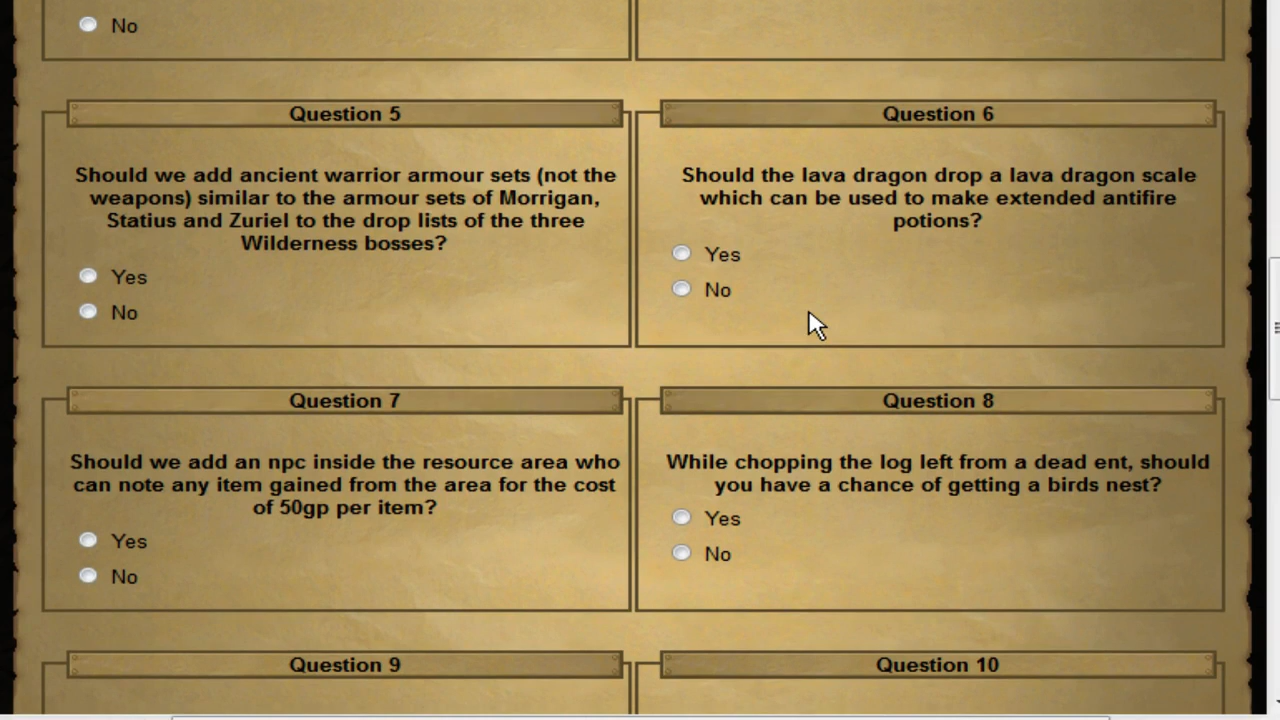 No
Question 5
Should we add ancient warrior armour sets (not the
weapons) similar to the armour sets of Morrigan,
Statius and Zuriel to the drop lists of the three
Wilderness bosses?
Yes
No
Question 6
Should the lava dragon drop a lava dragon scale
which can be used to make extended antifire
potions?
Yes
No
Question 7
Should we add an npc inside the resource area who
can note any item gained from the area for the cost
of 50gp per item?
Yes
No
Question 8
While chopping the log left from a dead ent, should
you have a chance of getting a birds nest?
Yes
No
Question 9
Question 10